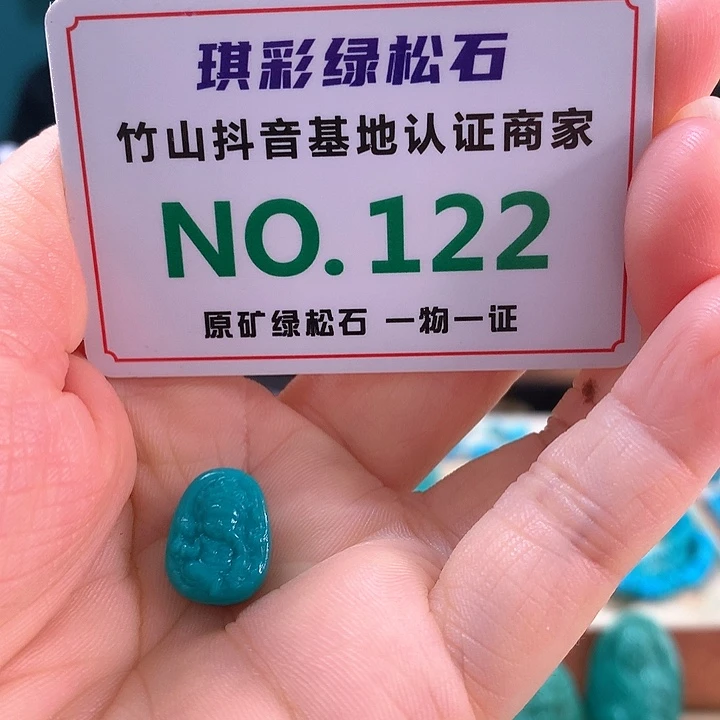 琪彩绿松石
竹山抖音基地认证商家
NO.122
原矿绿松石 一物一证